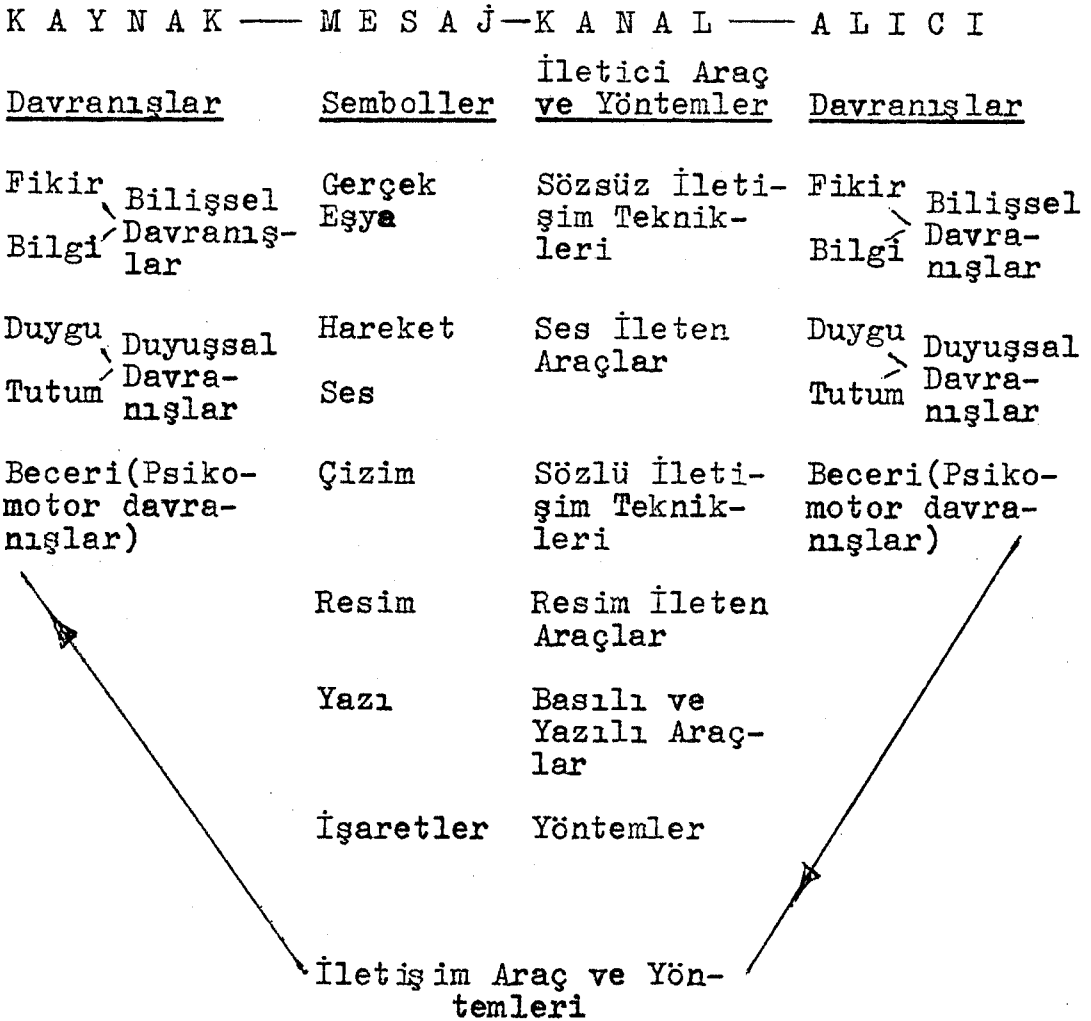 K A Y N A K — M E S A J — K A N A L — A L I C I
Davranışlar
Semboller
İletici Araç
ve Yöntemler
Davranışlar
Fikir
Bilgi
Bilişsel
Davranış-
lar
Duygu
Tutum
Duyuşsal
Davra-
nışlar
Beceri(Psiko-
motor davra-
nışlar)
Gerçek
Eşya
Hareket
Ses
Çizim
Resim
Yazı
İşaretler
Sözsüz İleti-
şim Teknik-
leri
Ses İleten
Araçlar
Sözlü İleti-
şim Teknik-
leri
Resim İleten
Araçlar
Basılı ve
Yazılı Araç-
lar
Yöntemler
Fikir
Bilgi
Bilişsel
Davra-
nışlar
Duygu
Tutum
Duyuşsal
Davra-
nışlar
Beceri(Psiko-
motor davra-
nışlar)
İletişim Araç ve Yön-
temleri